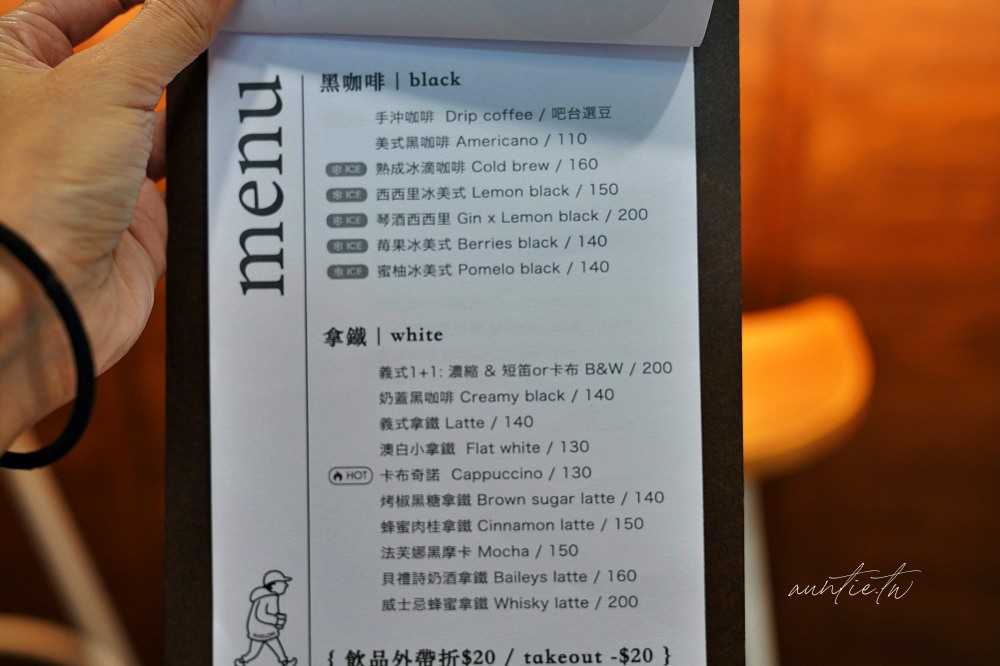 menu
黑咖啡 | black
手沖咖啡 Drip coffee / 吧台選豆
美式黑咖啡 Americano / 110
ICE 熟成冰滴咖啡 Cold brew / 160
ICE 西西里冰美式 Lemon black / 150
ICE 琴酒西西里 Gin x Lemon black / 200
ICE 莓果冰美式 Berries black / 140
ICE 蜜柚冰美式 Pomelo black / 140
拿鐵 | white
義式1+1: 濃縮 & 短笛or卡布 B&W / 200
奶蓋黑咖啡 Creamy black / 140
義式拿鐵 Latte / 140
澳白小拿鐵 Flat white / 130
HOT 卡布奇諾 Cappuccino / 130
烤椒黑糖拿鐵 Brown sugar latte / 140
蜂蜜肉桂拿鐵 Cinnamon latte / 150
法芙娜黑摩卡 Mocha / 150
貝禮詩奶酒拿鐵 Baileys latte / 160
威士忌蜂蜜拿鐵 Whisky latte / 200
{ 飲品外帶折$20 / takeout -$20 }
auntie.tw